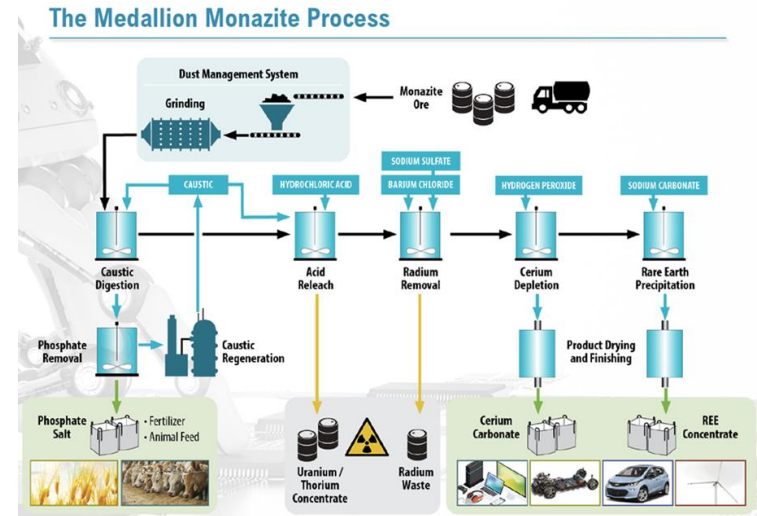 The Medallion Monazite Process
Dust Management System
Grinding
Monazite
Ore
SODIUM SULFATE
CAUSTIC
HYDROCHLORIC ACID
BARIUM CHLORIDE
HYDROGEN PEROXIDE
SODIUM CARBONATE
Caustic
Digestion
Acid
Releach
Radium
Removal
Cerium
Depletion
Rare Earth
Precipitation
Phosphate
Removal
Caustic
Regeneration
Product Drying
and Finishing
Phosphate
Salt
• Fertilizer
• Animal Feed
Uranium /
Thorium
Concentrate
Radium
Waste
Cerium
Carbonate
REE
Concentrate